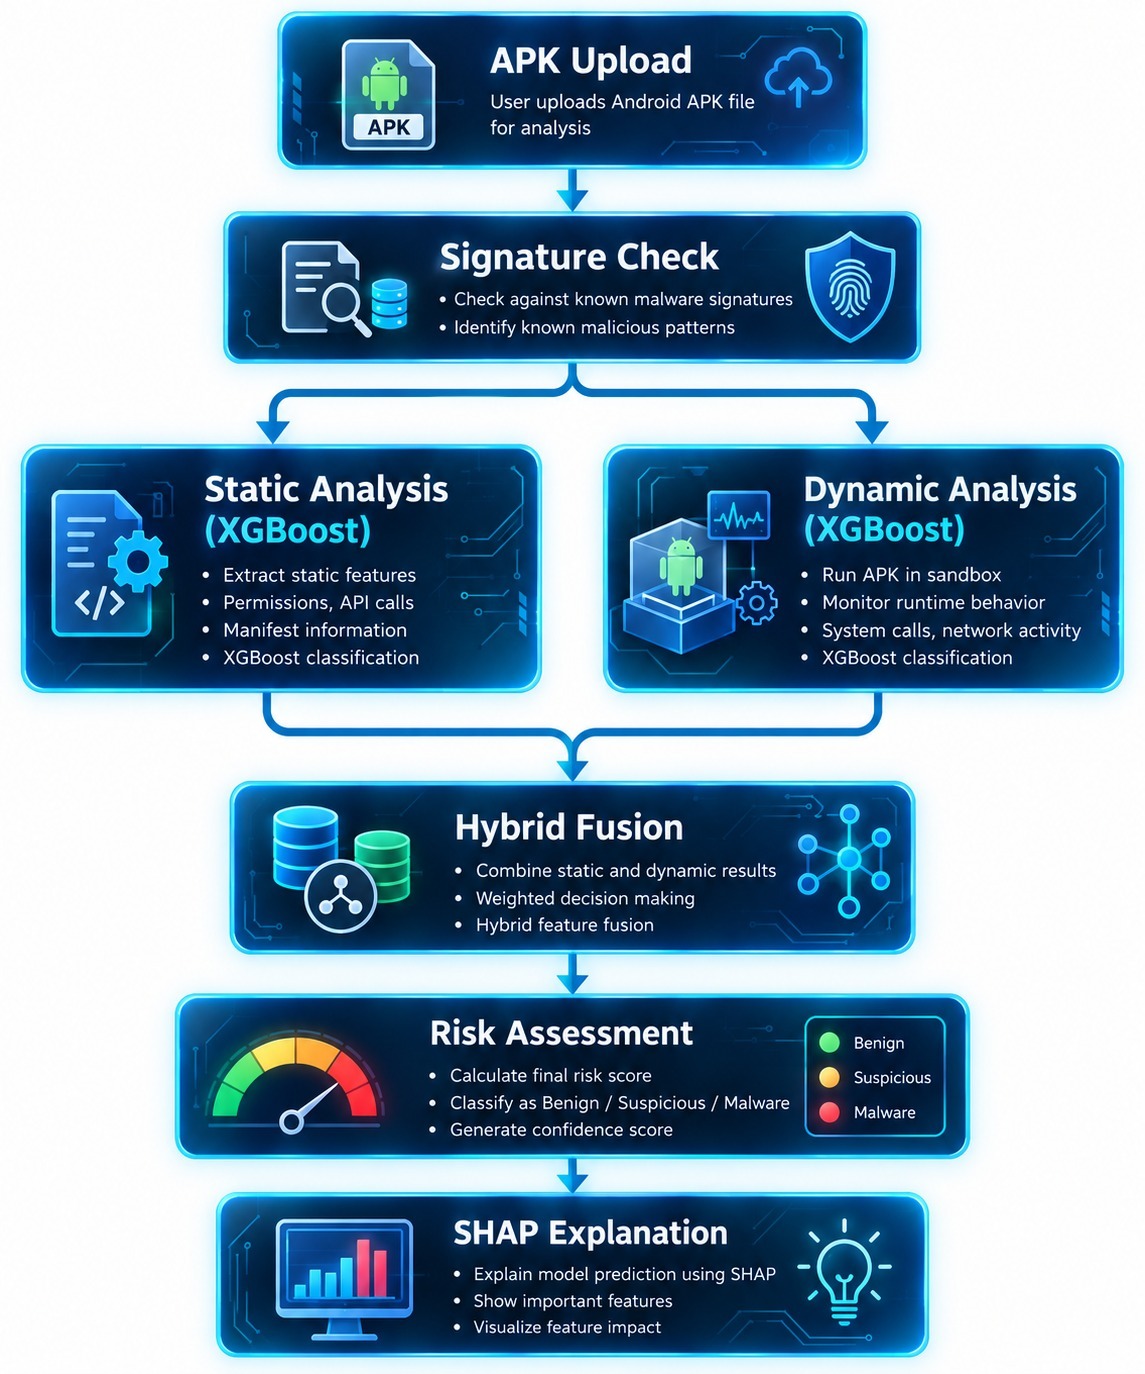 APK
APK Upload
User uploads Android APK file
for analysis
Signature Check
• Check against known malware signatures
• Identify known malicious patterns
Static Analysis
(XGBoost)
• Extract static features
• Permissions, API calls
• Manifest information
• XGBoost classification
</>
Dynamic Analysis
(XGBoost)
• Run APK in sandbox
• Monitor runtime behavior
• System calls, network activity
• XGBoost classification
Hybrid Fusion
• Combine static and dynamic results
• Weighted decision making
• Hybrid feature fusion
Risk Assessment
• Calculate final risk score
• Classify as Benign / Suspicious / Malware
• Generate confidence score
Benign
Suspicious
Malware
SHAP Explanation
• Explain model prediction using SHAP
• Show important features
• Visualize feature impact